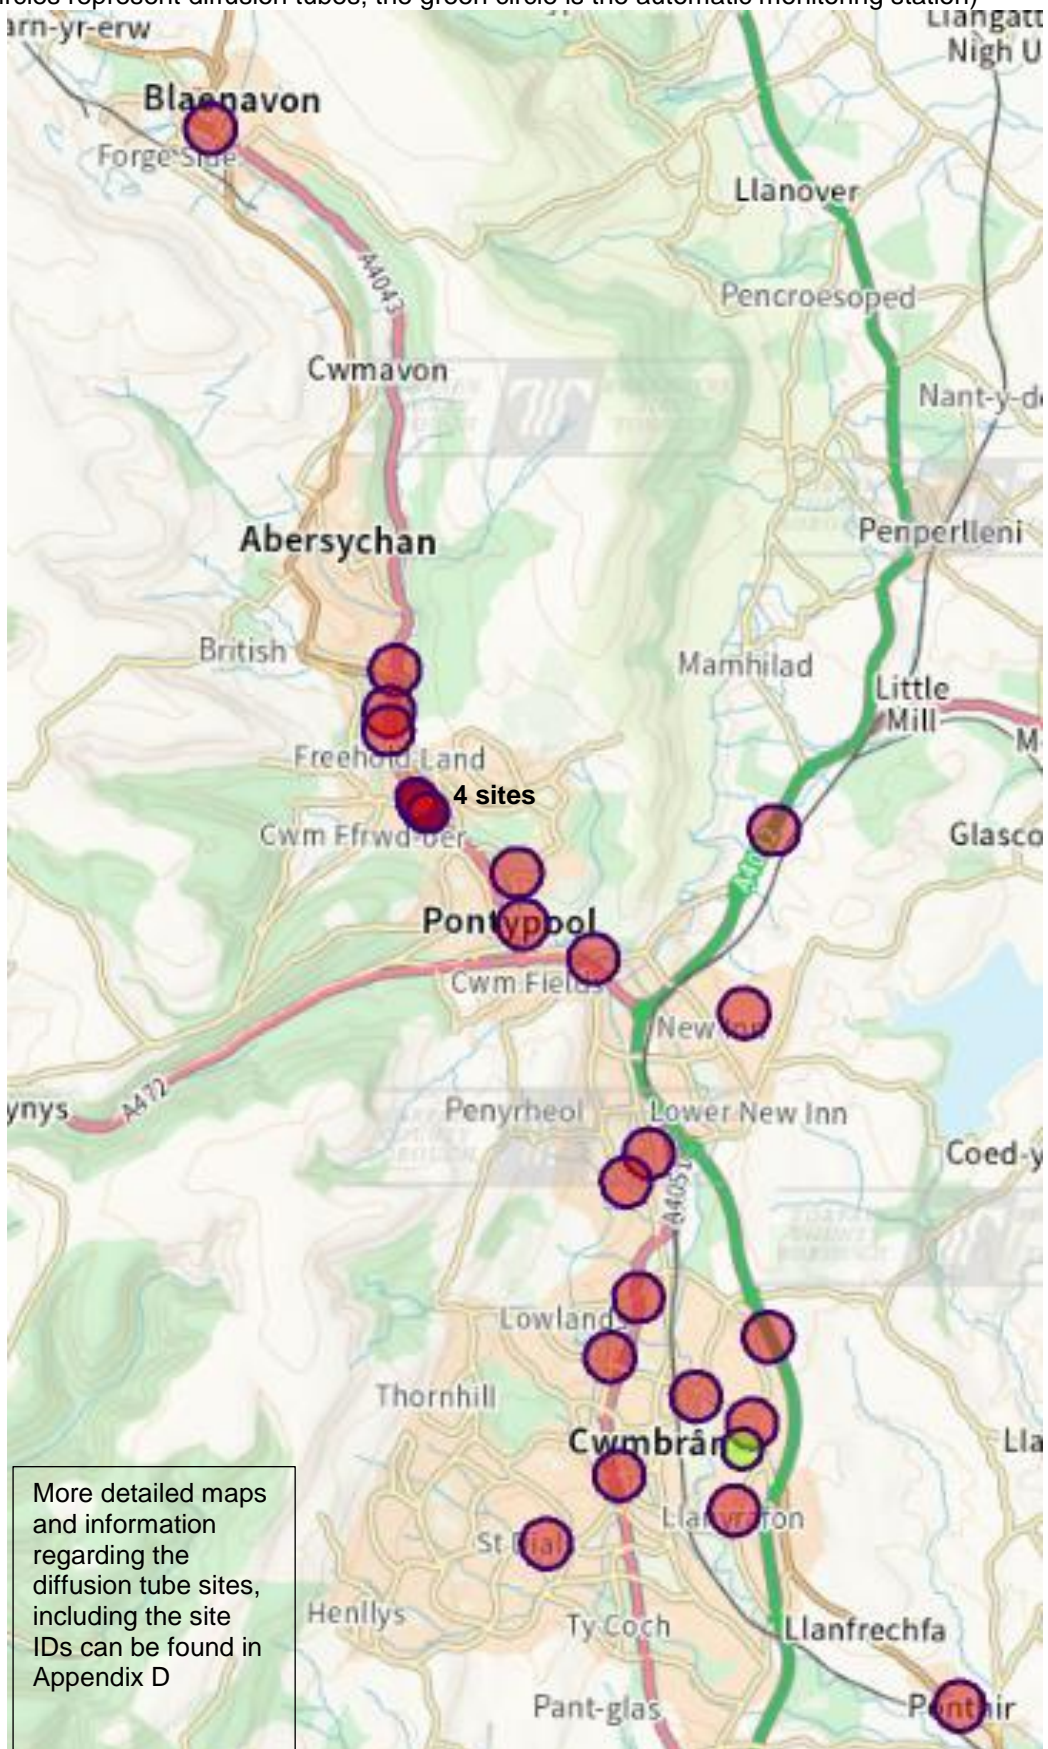 ircles represent diffusion tubes, the green circle is the automatic monitoring station)
arn-yr-erw
Llangatt
Nigh U
Blaenavon
Forge Side
Llanover
A4043
Pencroesoped
Cwmavon
Nant-y-de
Abersychan
Penperlleni
British
Mamhilad
Little
Mill
M
Freehold Land
4 sites
Cwm Ffrwd-oer
Glasco
Pontypool
Cwm Fields
New Inn
ynys
A472
Penyrheol
Lower New Inn
Coed-y
A4051
Lowlands
Thornhill
Cwmbrân
Lla
St Dials
Llanyrafon
Henllys
Ty Coch
Llanfrechfa
Pant-glas
Ponthir
More detailed maps
and information
regarding the
diffusion tube sites,
including the site
IDs can be found in
Appendix D